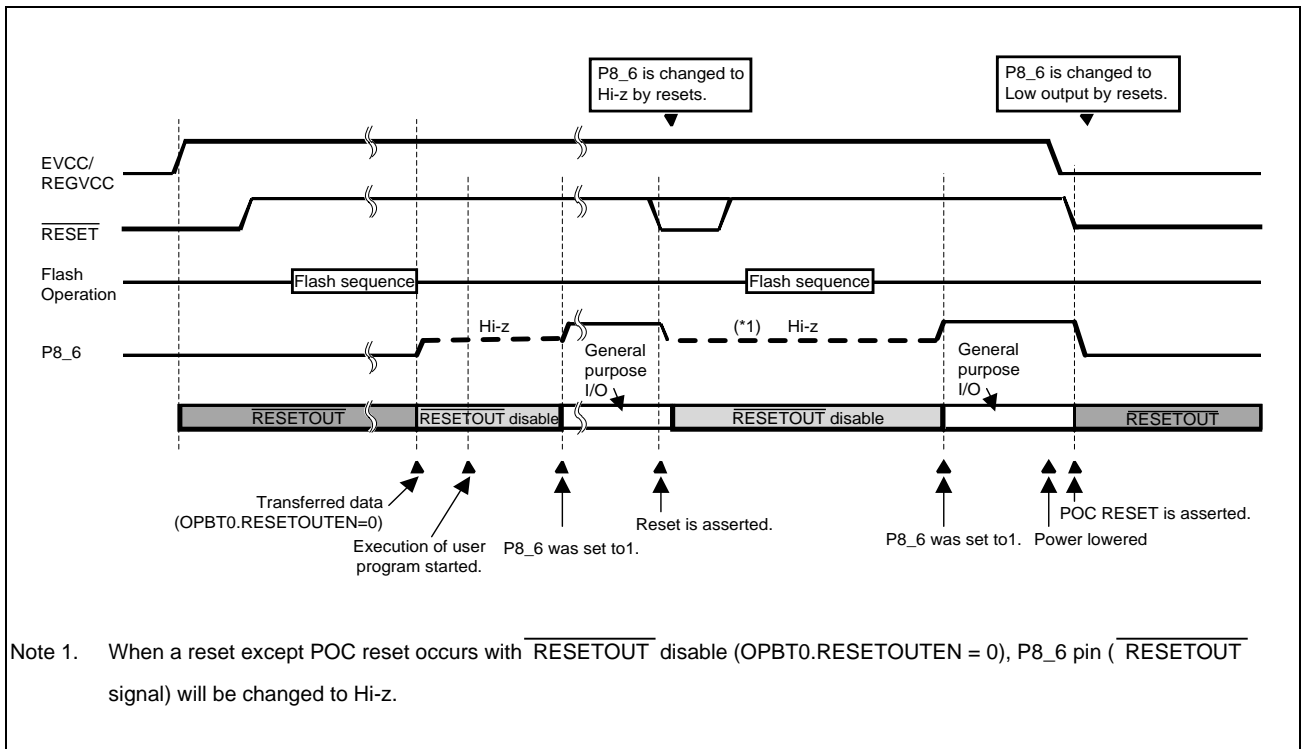 P8_6 is changed to
Hi-z by resets.
P8_6 is changed to
Low output by resets.
EVCC/
REGVCC
RESET
Flash
Operation
Flash sequence
Flash sequence
P8_6
Hi-z
General
purpose
I/O
(*1) Hi-z
General
purpose
I/O
RESETOUT
RESETOUT disable
RESETOUT disable
RESETOUT
Transferred data
(OPBT0.RESETOUTEN=0)
Execution of user
program started.
P8_6 was set to1.
Reset is asserted.
P8_6 was set to1.
Power lowered
POC RESET is asserted.
Note 1. When a reset except POC reset occurs with RESETOUT disable (OPBT0.RESETOUTEN = 0), P8_6 pin ( RESETOUT
signal) will be changed to Hi-z.